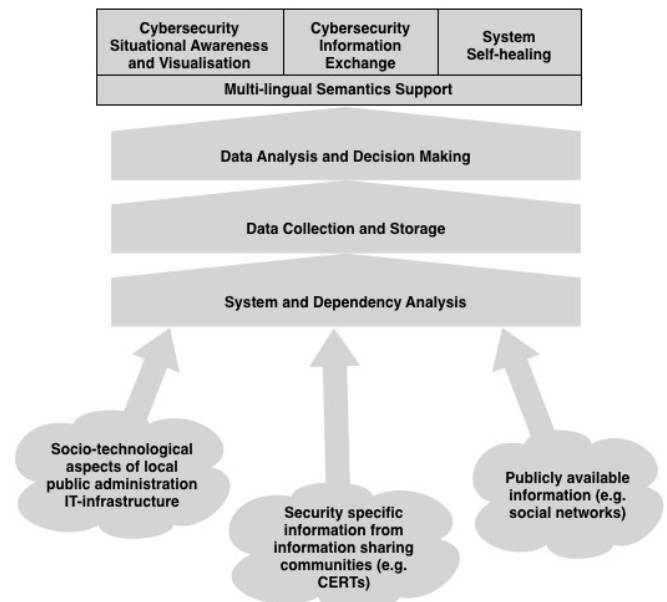 Cybersecurity
Situational Awareness
and Visualisation
Cybersecurity
Information
Exchange
System
Self-healing
Multi-lingual Semantics Support
Data Analysis and Decision Making
Data Collection and Storage
System and Dependency Analysis
Socio-technological
aspects of local
public administration
IT-infrastructure
Security specific
information from
information sharing
communities (e.g.
CERTs)
Publicly available
information (e.g.
social networks)